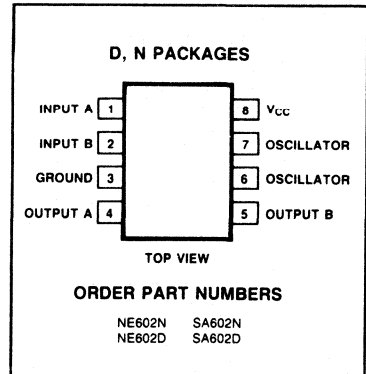 D, N PACKAGES
INPUT A 1 8 VCC
INPUT B 2 7 OSCILLATOR
GROUND 3 6 OSCILLATOR
OUTPUT A 4 5 OUTPUT B
TOP VIEW
ORDER PART NUMBERS
NE602N SA602N
NE602D SA602D